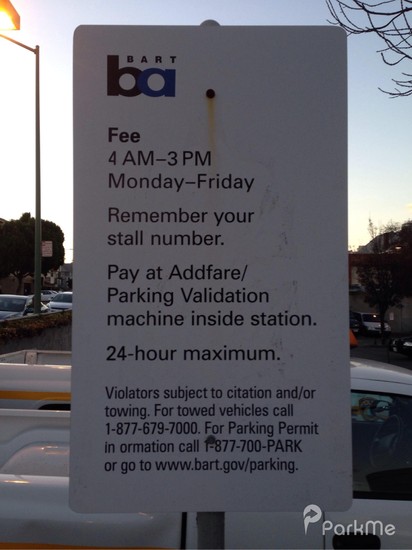 BART
ba
Fee
4 AM–3 PM
Monday–Friday
Remember your
stall number.
Pay at Addfare/
Parking Validation
machine inside station.
24-hour maximum.
Violators subject to citation and/or
towing. For towed vehicles call
1-877-679-7000. For Parking Permit
in ormation call 1-877-700-PARK
or go to www.bart.gov/parking.
ParkMe